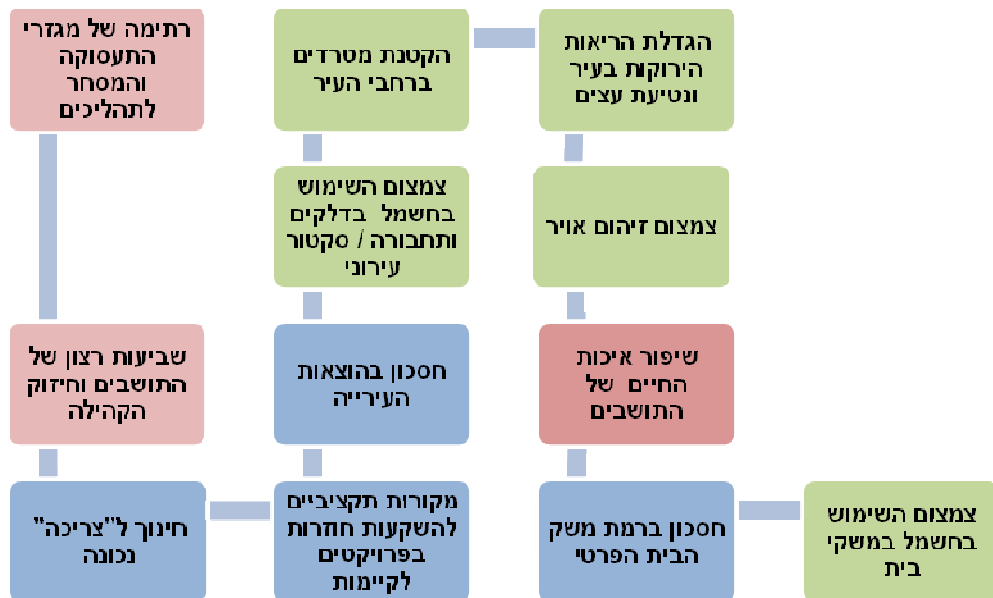 הגדלת הריאות
הירוקות בעיר
ונטיעת עצים
הקטנת מטרדים
ברחבי העיר
רתימה של מגזרי
התעסוקה
והמסחר
לתהליכים
צמצום זיהום אויר
צמצום השימוש
בחשמל בדלקים
ותחבורה / סקטור
עירוני
שיפור איכות
החיים של
התושבים
חסכון בהוצאות
העירייה
שביעות רצון של
התושבים וחיזוק
הקהילה
צמצום השימוש
בחשמל במשקי
בית
חסכון ברמת משק
הבית הפרטי
מקורות תקציביים
להשקעות חוזרות
בפרויקטים
לקיימות
חינוך ל"צריכה"
נכונה